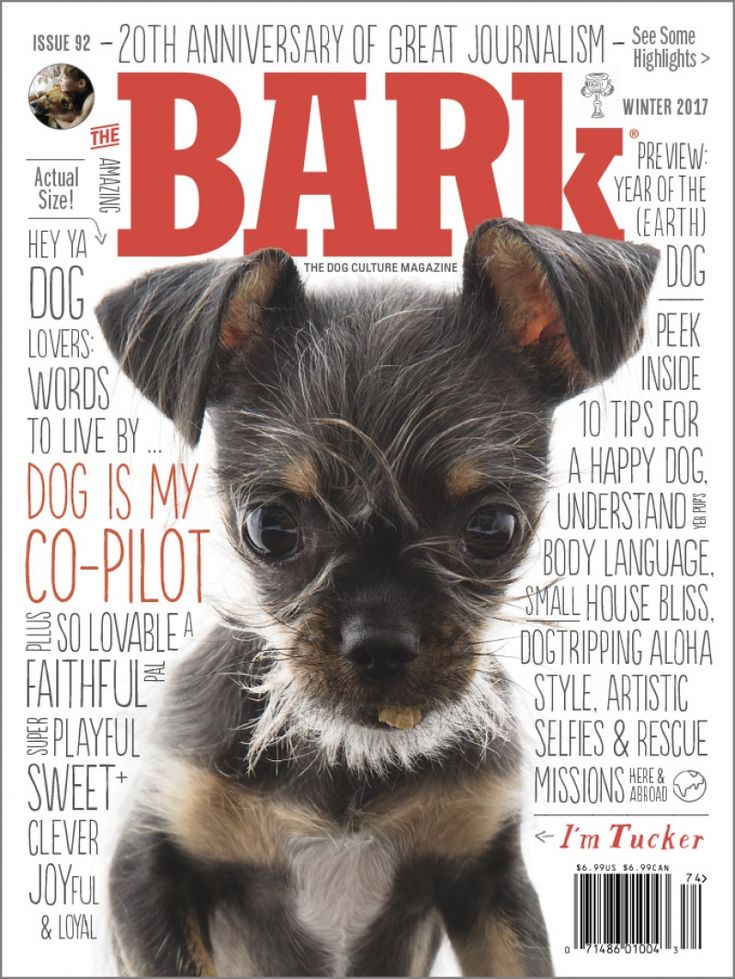 ISSUE 92
– 20TH ANNIVERSARY OF GREAT JOURNALISM –
See Some
Highlights >
THE
AMAZING
BARk®
WINTER 2017
THE DOG CULTURE MAGAZINE
Actual
Size!
HEY YA
DOG
LOVERS:
WORDS
TO LIVE BY ...
DOG IS MY
CO-PILOT
PLUS SO LOVABLE A
FAITHFUL PAL
SUPER PLAYFUL
SWEET+
CLEVER
JOYFUL
& LOYAL
PREVIEW:
YEAR OF THE
(EARTH)
DOG
PEEK
INSIDE
10 TIPS FOR
A HAPPY DOG,
UNDERSTAND YER PUP'S
BODY LANGUAGE,
SMALL HOUSE BLISS,
DOGTRIPPING ALOHA
STYLE, ARTISTIC
SELFIES & RESCUE
MISSIONS HERE &
ABROAD
← I'm Tucker
$6.99US $6.99CAN
74>
0 71486 01004 3